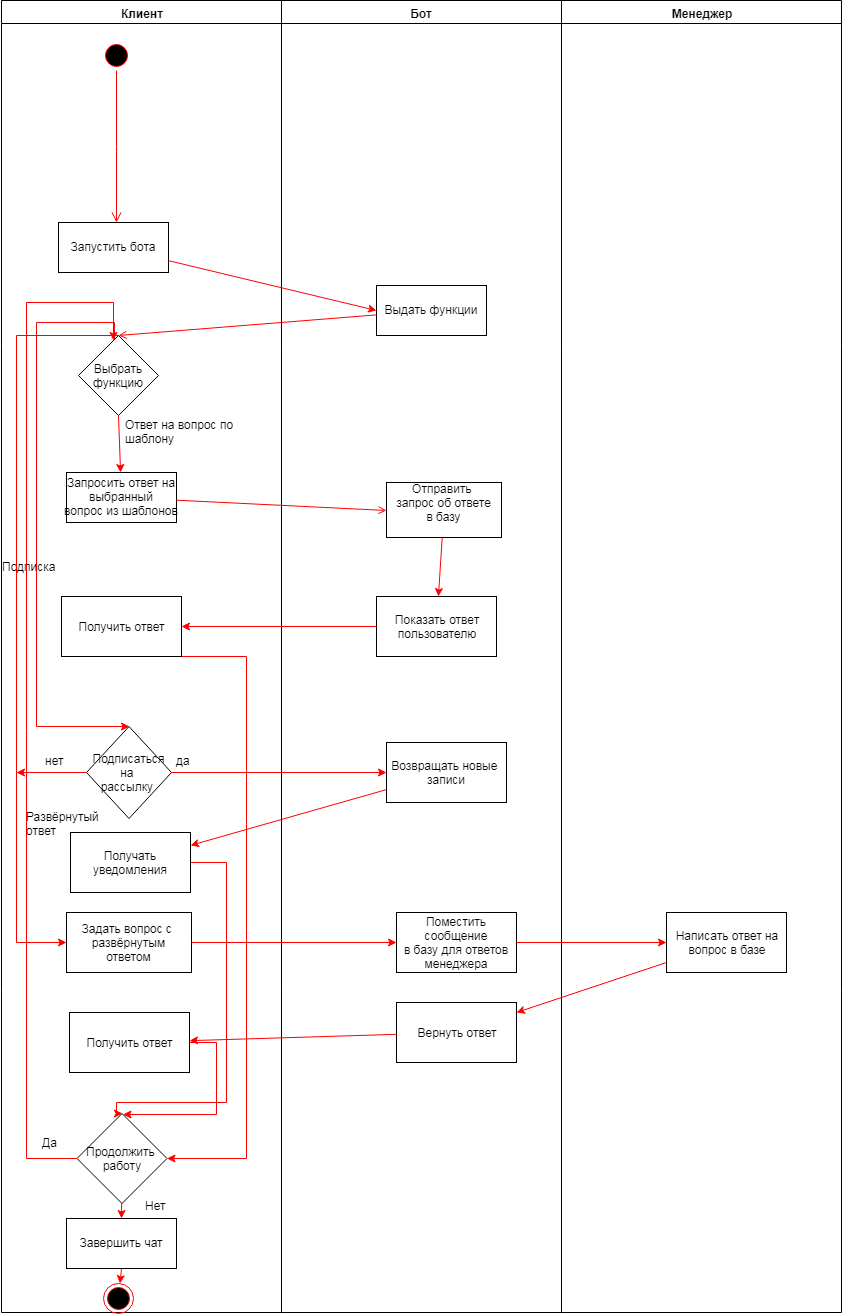 Клиент
Бот
Менеджер
Запустить бота
Выдать функции
Выбрать
функцию
Ответ на вопрос по
шаблону
Запросить ответ на
выбранный
вопрос из шаблонов
Отправить
запрос об ответе
в базу
Подписка
Получить ответ
Показать ответ
пользователю
нет
Подписаться
на
рассылку
да
Возвращать новые
записи
Развёрнутый
ответ
Получать
уведомления
Задать вопрос с
развёрнутым
ответом
Поместить
сообщение
в базу для ответов
менеджера
Написать ответ на
вопрос в базе
Получить ответ
Вернуть ответ
Да
Продолжить
работу
Нет
Завершить чат